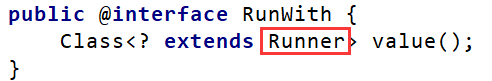 public @interface RunWith {
    Class<? extends Runner> value();
}